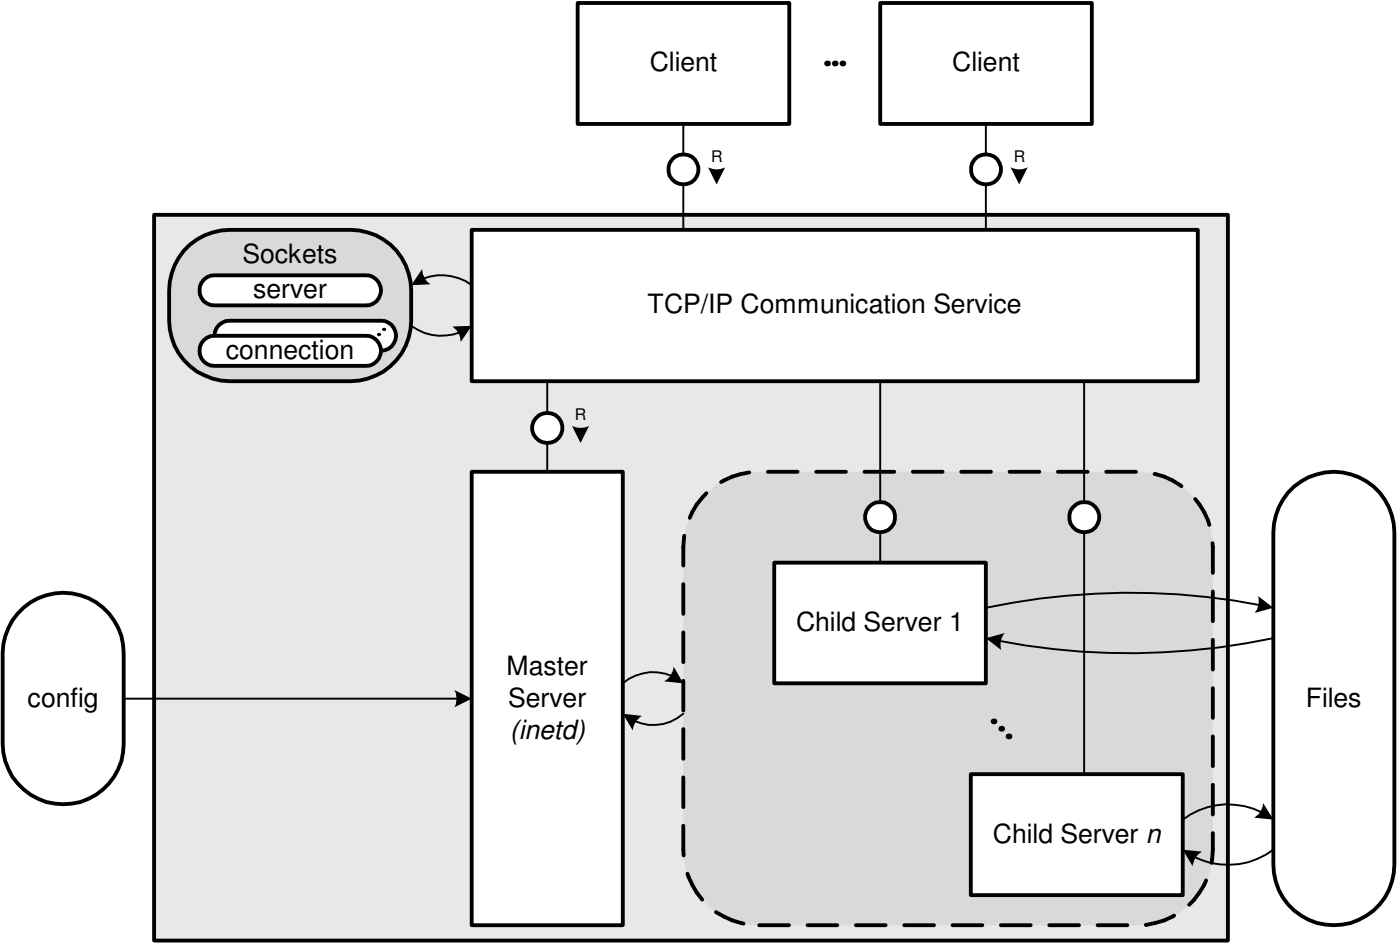 Client
...
Client
R
R
Sockets
server
connection
TCP/IP Communication Service
R
Master
Server
(inetd)
Child Server 1
...
Child Server n
config
Files